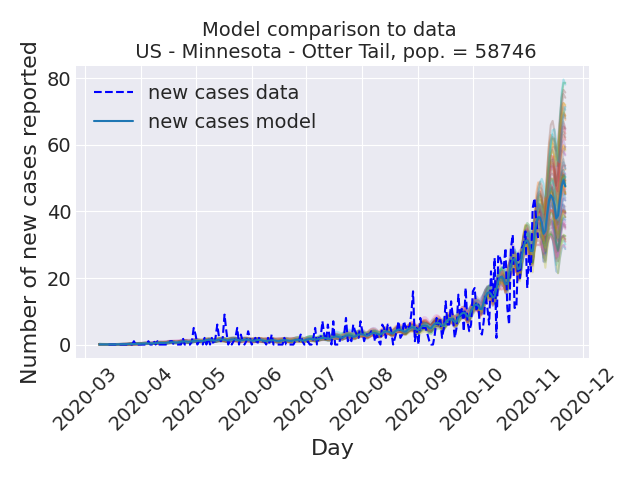 Model comparison to data
US - Minnesota - Otter Tail, pop. = 58746
Number of new cases reported
80
60
40
20
0
new cases data
new cases model
2020-03
2020-04
2020-05
2020-06
2020-07
2020-08
2020-09
2020-10
2020-11
2020-12
Day